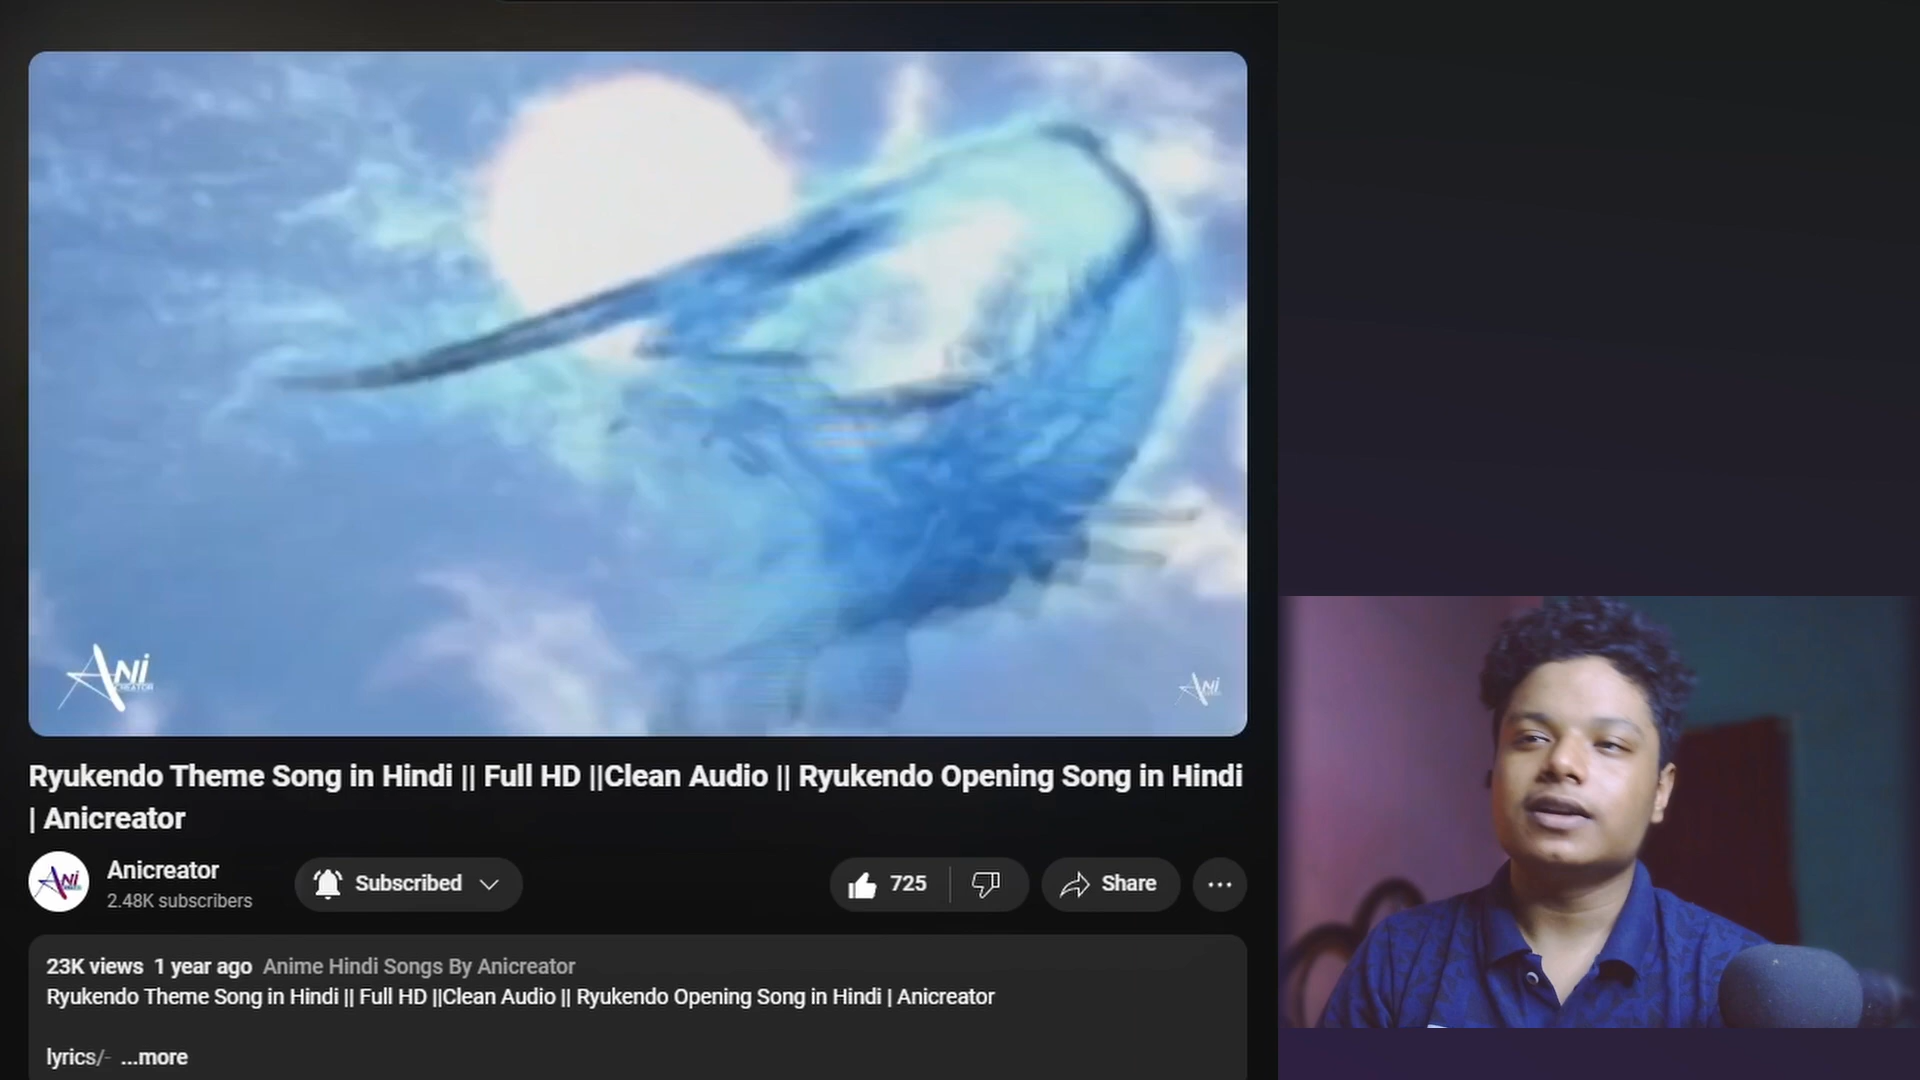 ANi
CREATOR
ANi
Ryukendo Theme Song in Hindi || Full HD ||Clean Audio || Ryukendo Opening Song in Hindi
| Anicreator
ANi
Anicreator
2.48K subscribers
Subscribed
725
Share
23K views 1 year ago Anime Hindi Songs By Anicreator
Ryukendo Theme Song in Hindi || Full HD ||Clean Audio || Ryukendo Opening Song in Hindi | Anicreator
lyrics/- ...more